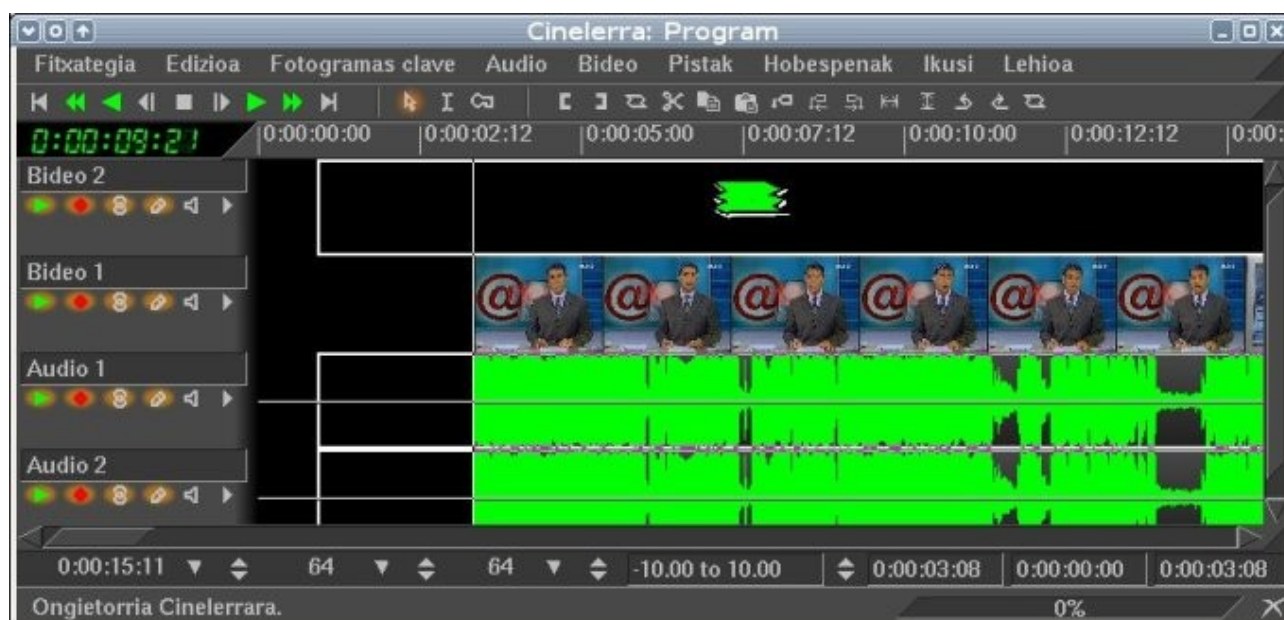 Cinelerra: Program
Fitxategia Edizioa Fotogramas clave Audio Bideo Pistak Hobespenak Ikusi Lehioa
0:00:09:21 0:00:00:00 0:00:02:12 0:00:05:00 0:00:07:12 0:00:10:00 0:00:12:12 0:00:
Bideo 2
Bideo 1
@ @ @ @ @ @
Audio 1
Audio 2
0:00:15:11 64 64 -10.00 to 10.00 0:00:03:08 0:00:00:00 0:00:03:08
Ongietorria Cinelerrara. 0%